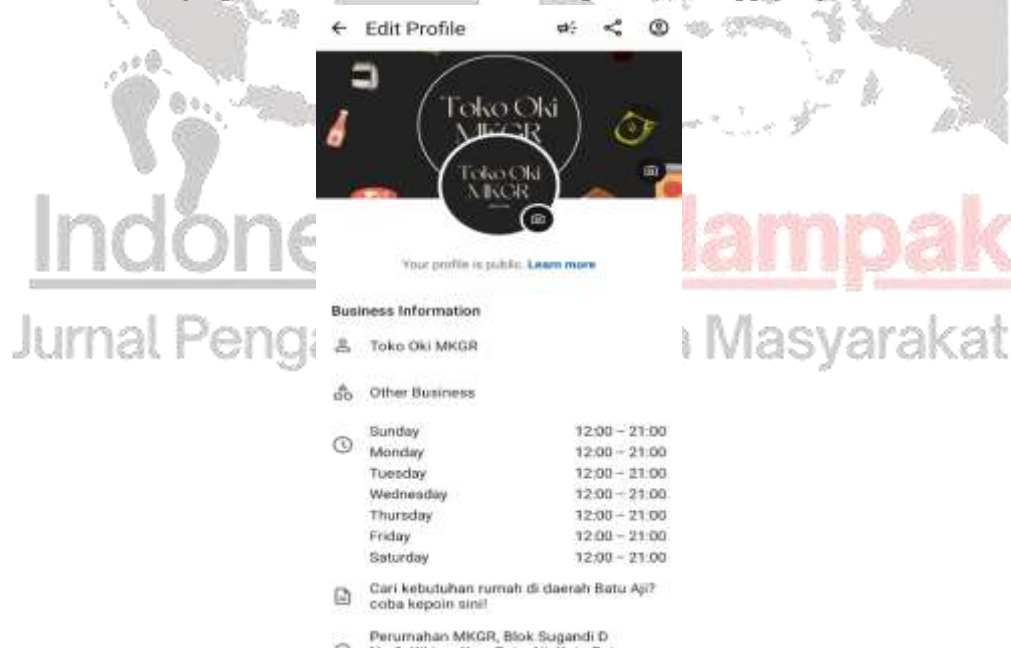 Edit Profile
Toko Oki
MKGR
Toko Oki
MKGR
Indone
lampak
Your profile is public. Learn more
Business Information
Jurnal Penga
Masyarakat
Toko Oki MKGR
Other Business
Sunday 12:00 – 21:00
Monday 12:00 – 21:00
Tuesday 12:00 – 21:00
Wednesday 12:00 – 21:00
Thursday 12:00 – 21:00
Friday 12:00 – 21:00
Saturday 12:00 – 21:00
Cari kebutuhan rumah di daerah Batu Aji?
coba kepoin sini!
Perumahan MKGR, Blok Sugandi D